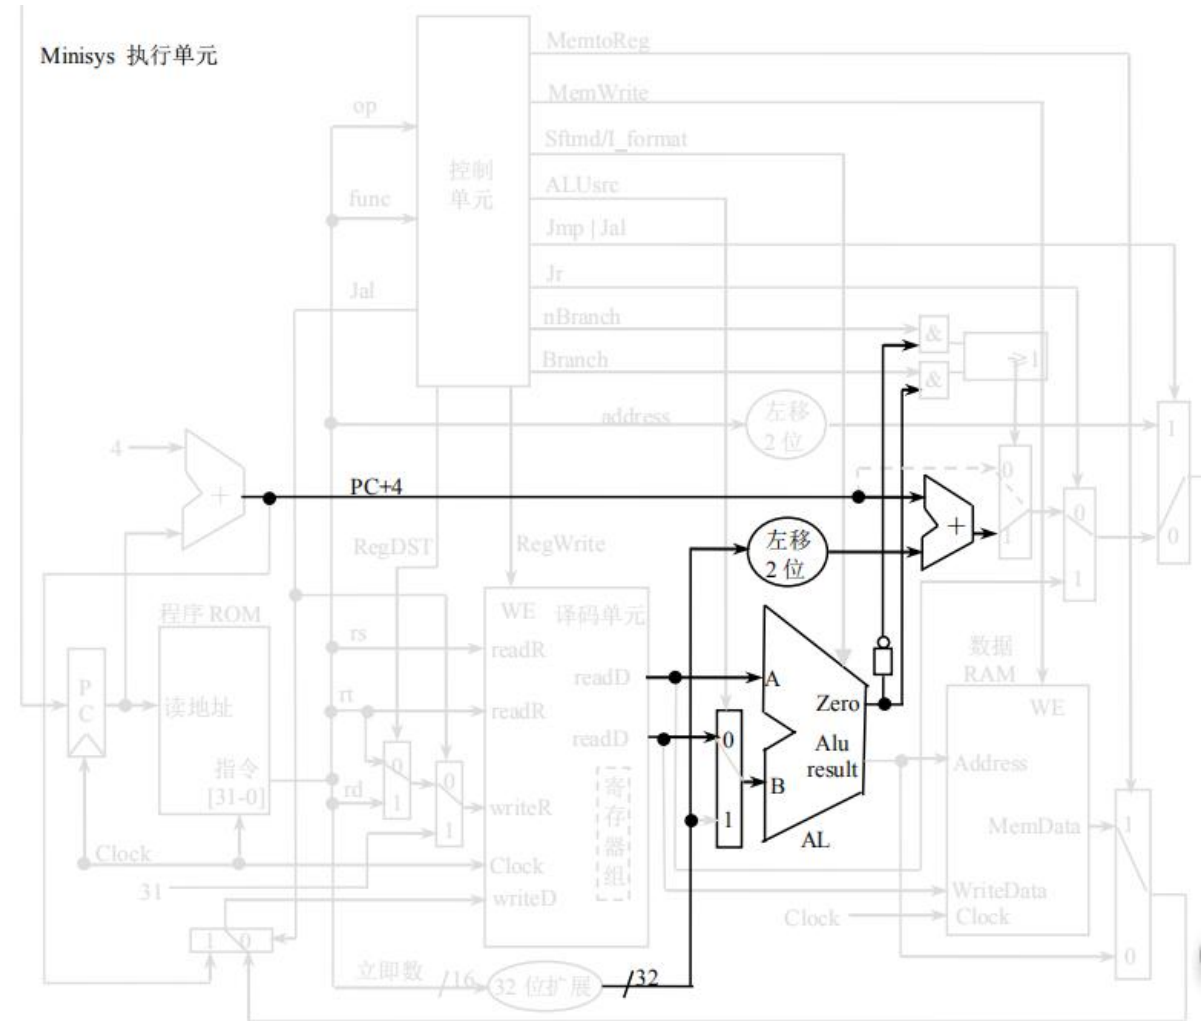 Minisys 执行单元
MemtoReg
MemWrite
Sftmd/I_format
ALUsrc
Jmp | Jal
Jr
nBranch
Branch
op
func
Jal
控制
单元
&
&
≥1
address
左移
2 位
1
0
4
+
PC+4
RegDST
RegWrite
左移
2 位
+
0
1
0
1
程序 ROM
P
C
读地址
指令
[31-0]
rs
rt
rd
0
1
0
1
WE 译码单元
readR
readD
readR
readD
writeR
Clock
writeD
寄
存
器
组
0
1
A
B
Zero
Alu
result
AL
数据
RAM
WE
Address
MemData
WriteData
Clock
Clock
1
0
Clock
31
1 0
立即数
/16
32 位扩展
/32